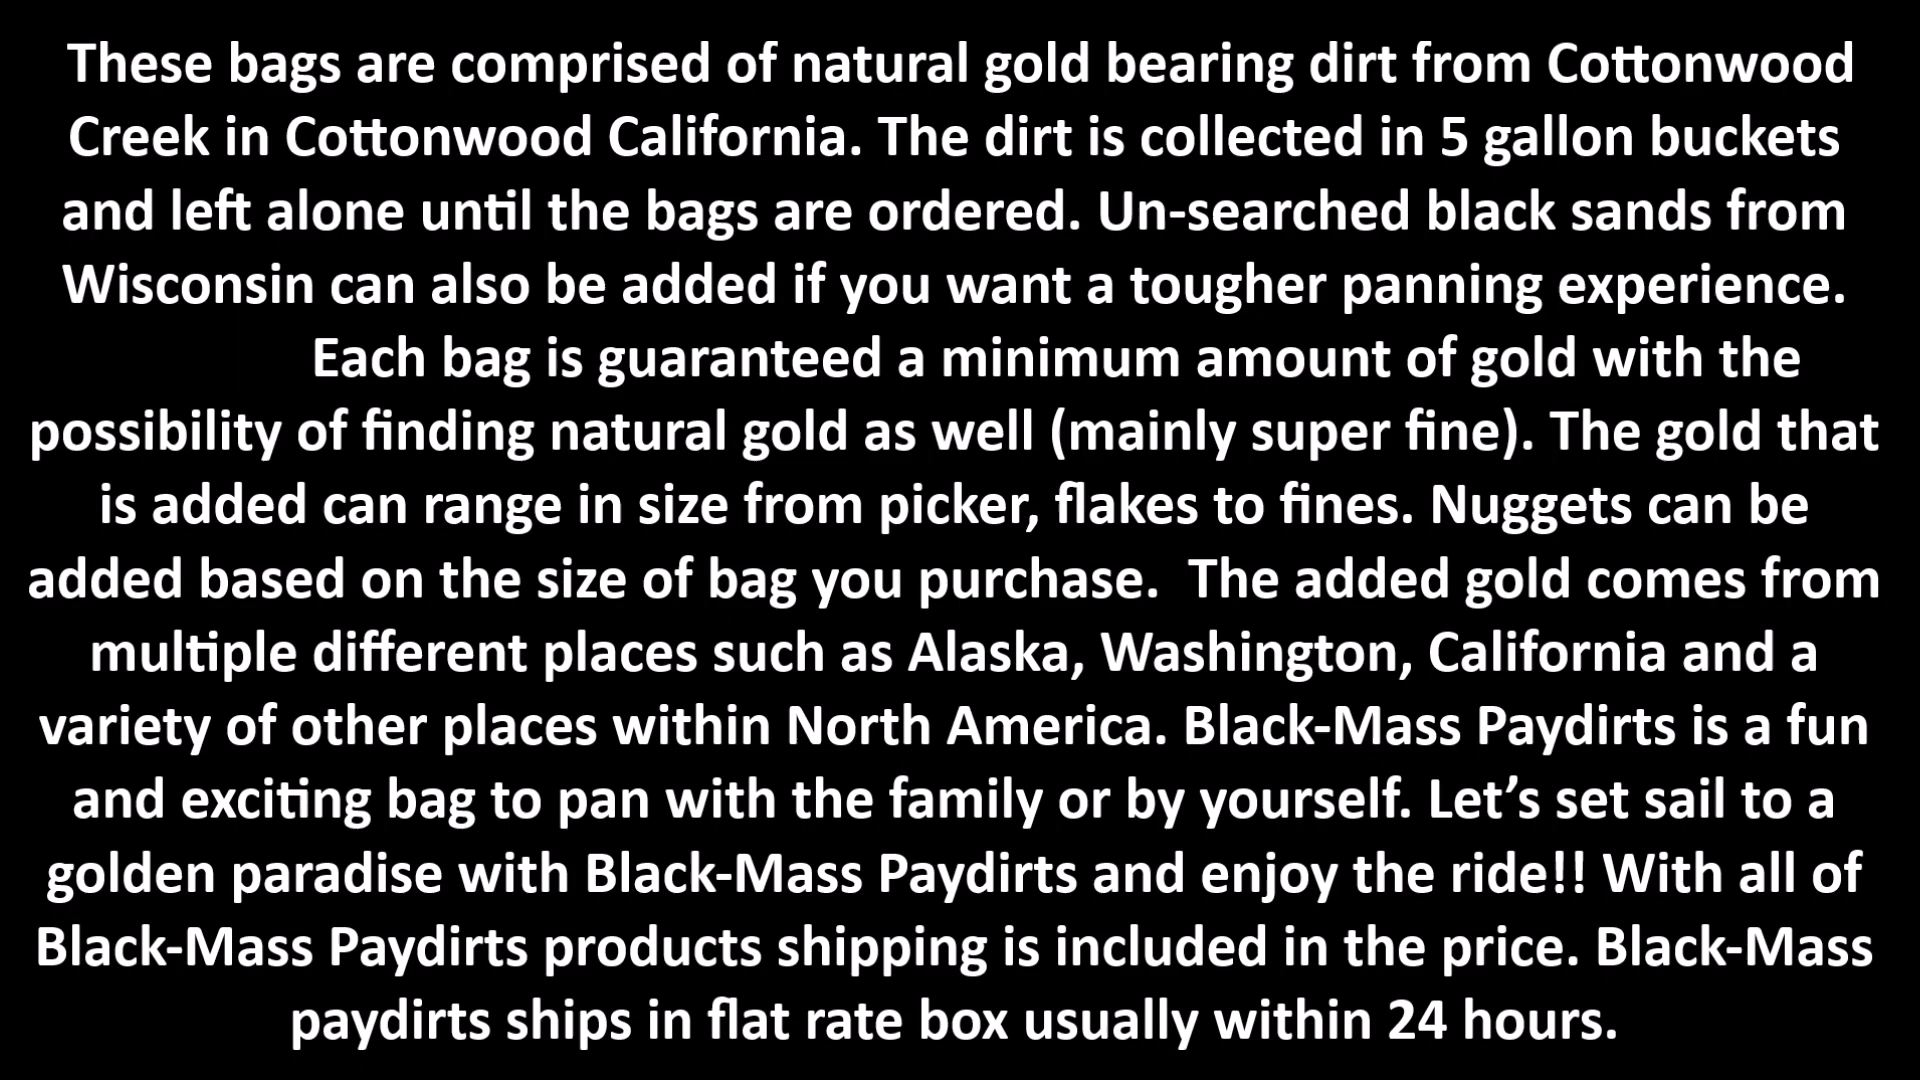 These bags are comprised of natural gold bearing dirt from Cottonwood
Creek in Cottonwood California. The dirt is collected in 5 gallon buckets
and left alone until the bags are ordered. Un-searched black sands from
Wisconsin can also be added if you want a tougher panning experience.
Each bag is guaranteed a minimum amount of gold with the
possibility of finding natural gold as well (mainly super fine). The gold that
is added can range in size from picker, flakes to fines. Nuggets can be
added based on the size of bag you purchase.  The added gold comes from
multiple different places such as Alaska, Washington, California and a
variety of other places within North America. Black-Mass Paydirts is a fun
and exciting bag to pan with the family or by yourself. Let’s set sail to a
golden paradise with Black-Mass Paydirts and enjoy the ride!! With all of
Black-Mass Paydirts products shipping is included in the price. Black-Mass
paydirts ships in flat rate box usually within 24 hours.